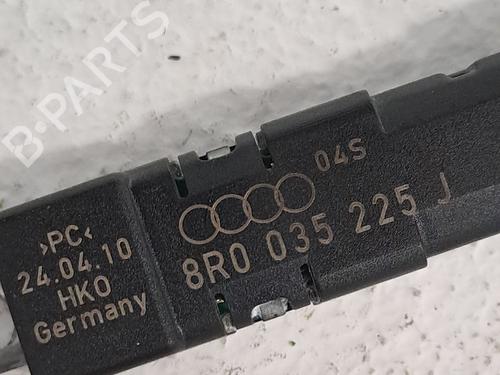 B-PARTS
>PC<
24.04.10
HKO
Germany
04S
8R0 035 225 J